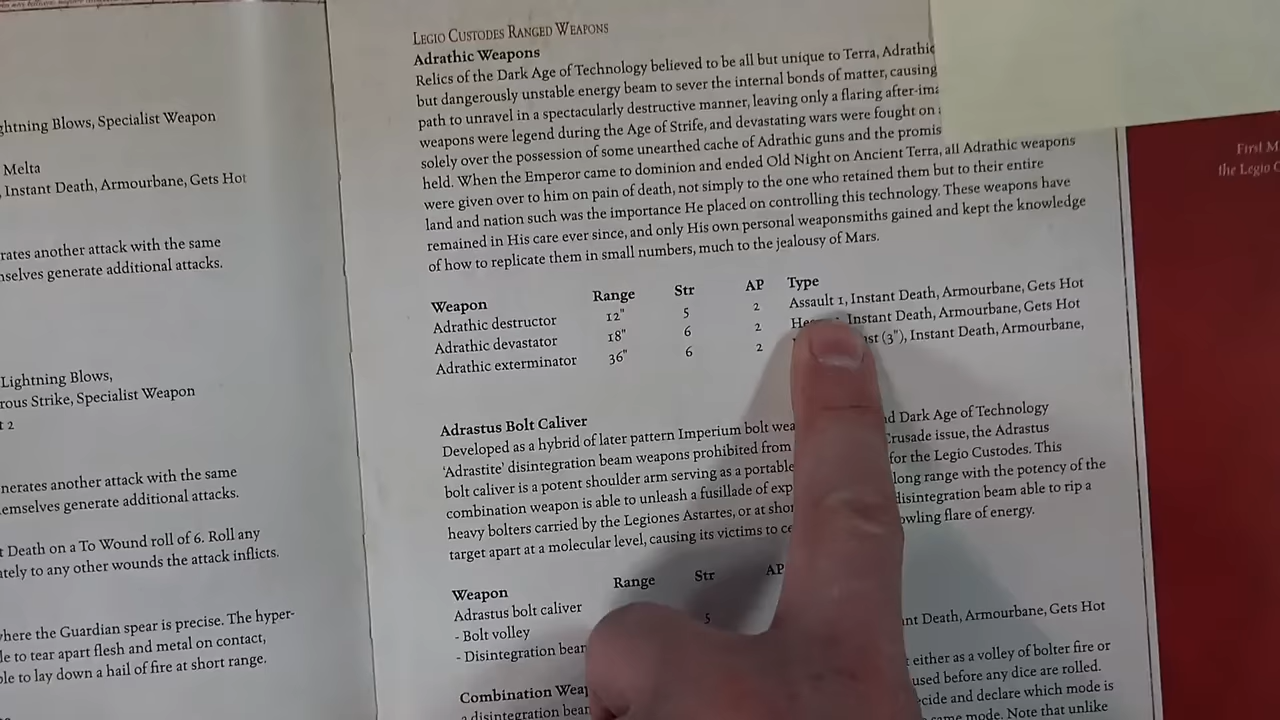 ghtning Blows, Specialist Weapon
Melta
, Instant Death, Armourbane, Gets Hot
rates another attack with the same
nselves generate additional attacks.
Lightning Blows,
rous Strike, Specialist Weapon
t 2
nerates another attack with the same
emselves generate additional attacks.
t Death on a To Wound roll of 6. Roll any
ately to any other wounds the attack inflicts.
where the Guardian spear is precise. The hyper-
le to tear apart flesh and metal on contact,
ble to lay down a hail of fire at short range.
Legio Custodes Ranged Weapons
Adrathic Weapons
Relics of the Dark Age of Technology believed to be all but unique to Terra, Adrathic
but dangerously unstable energy beam to sever the internal bonds of matter, causing
path to unravel in a spectacularly destructive manner, leaving only a flaring after-ima
weapons were legend during the Age of Strife, and devastating wars were fought on
solely over the possession of some unearthed cache of Adrathic guns and the promis
held. When the Emperor came to dominion and ended Old Night on Ancient Terra, all Adrathic weapons
were given over to him on pain of death, not simply to the one who retained them but to their entire
land and nation such was the importance He placed on controlling this technology. These weapons have
remained in His care ever since, and only His own personal weaponsmiths gained and kept the knowledge
of how to replicate them in small numbers, much to the jealousy of Mars.
Weapon Range Str AP Type
Adrathic destructor 12" 5 2 Assault 1, Instant Death, Armourbane, Gets Hot
Adrathic devastator 18" 6 2 Instant Death, Armourbane, Gets Hot
Adrathic exterminator 36" 6 2 st (3"), Instant Death, Armourbane,
Adrastus Bolt Caliver
Developed as a hybrid of later pattern Imperium bolt wea nd Dark Age of Technology
'Adrastite' disintegration beam weapons prohibited from Crusade issue, the Adrastus
bolt caliver is a potent shoulder arm serving as a portable for the Legio Custodes. This
combination weapon is able to unleash a fusillade of exp long range with the potency of the
heavy bolters carried by the Legiones Astartes, or at shor disintegration beam able to rip a
target apart at a molecular level, causing its victims to ce owling flare of energy.
Weapon Range Str AP
Adrastus bolt caliver
- Bolt volley 5
- Disintegration bear nt Death, Armourbane, Gets Hot
Combination Weap t either as a volley of bolter fire or
a disintegration bear used before any dice are rolled.
cide and declare which mode is
same mode. Note that unlike
First M
the Legio C